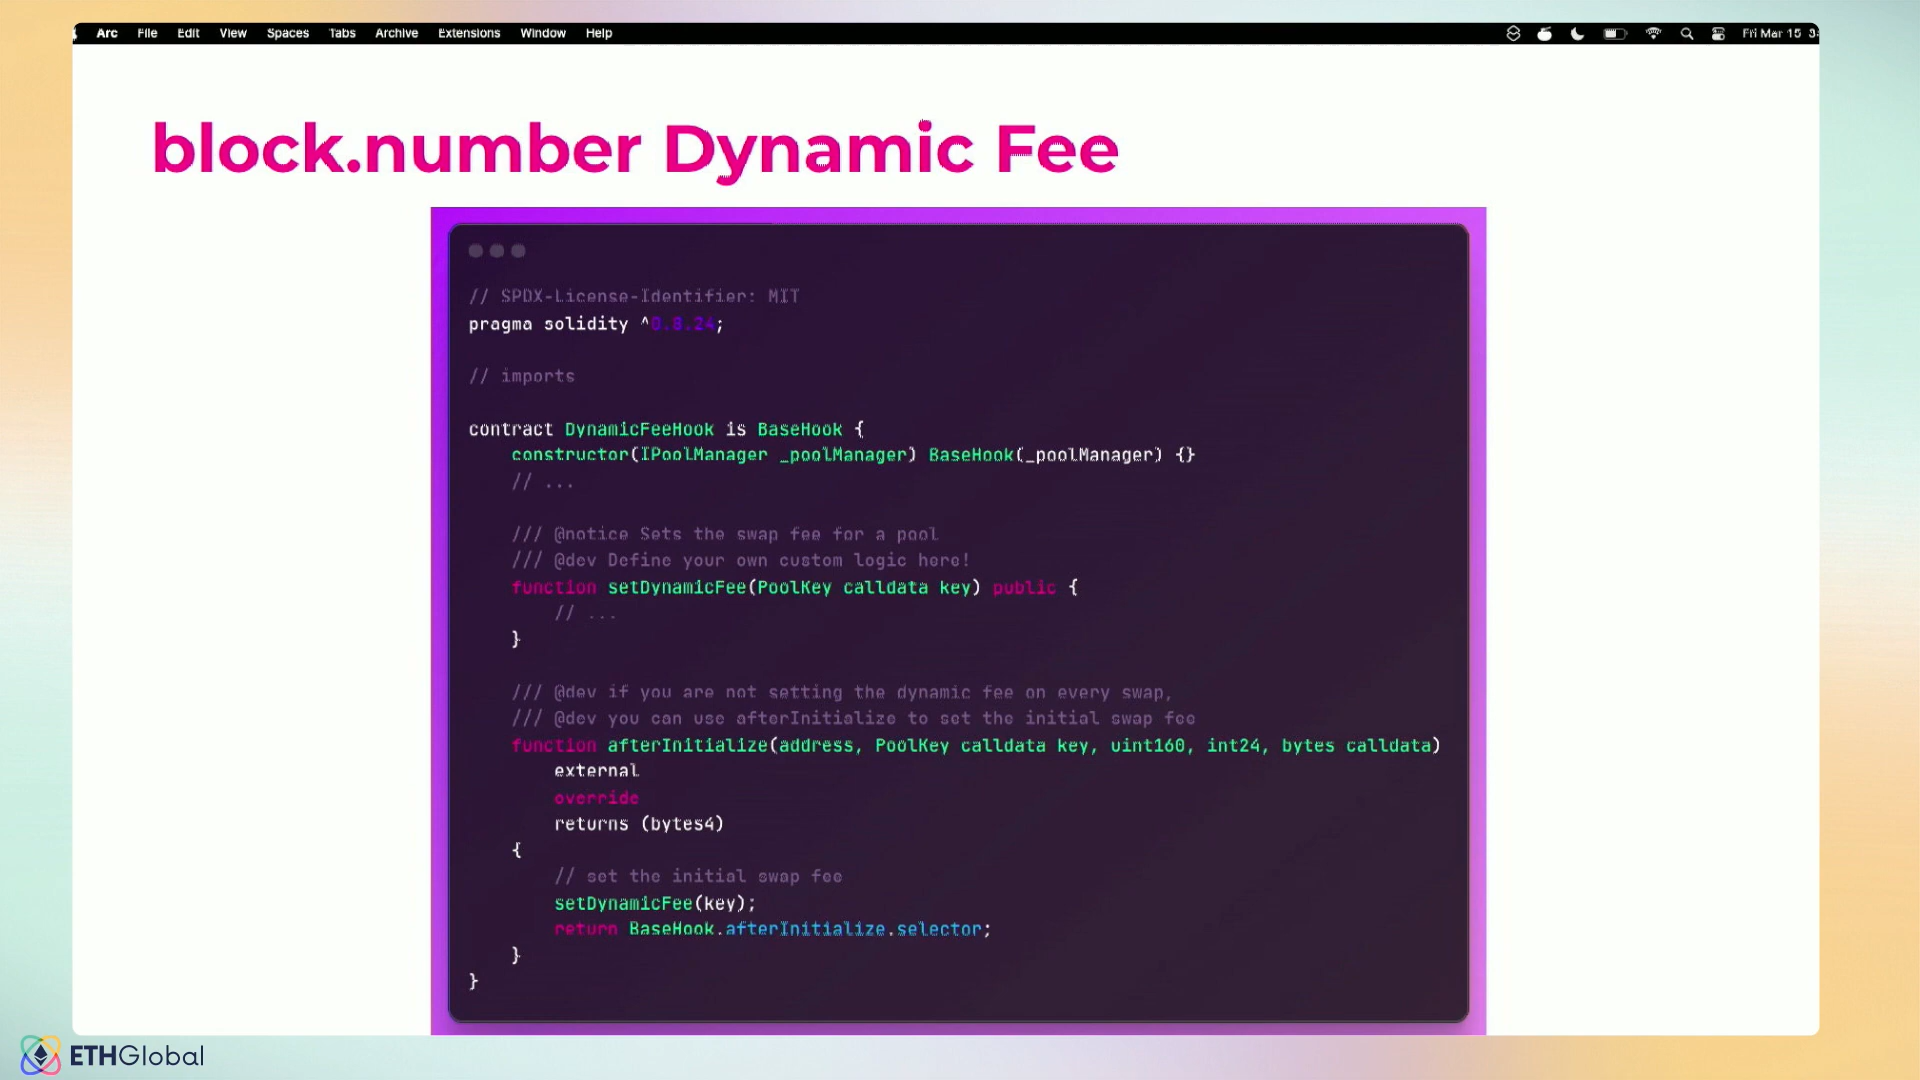 Arc File Edit View Spaces Tabs Archive Extensions Window Help Fri Mar 15
block.number Dynamic Fee
// SPDX-License-Identifier: MIT
pragma solidity ^0.8.24;
// imports
contract DynamicFeeHook is BaseHook {
constructor(IPoolManager _poolManager) BaseHook(_poolManager) {}
// ...
/// @notice Sets the swap fee for a pool
/// @dev Define your own custom logic here!
function setDynamicFee(PoolKey calldata key) public {
// ...
}
/// @dev if you are not setting the dynamic fee on every swap,
/// @dev you can use afterInitialize to set the initial swap fee
function afterInitialize(address, PoolKey calldata key, uint160, int24, bytes calldata)
external
override
returns (bytes4)
{
// set the initial swap fee
setDynamicFee(key);
return BaseHook.afterInitialize.selector;
}
}
ETHGlobal